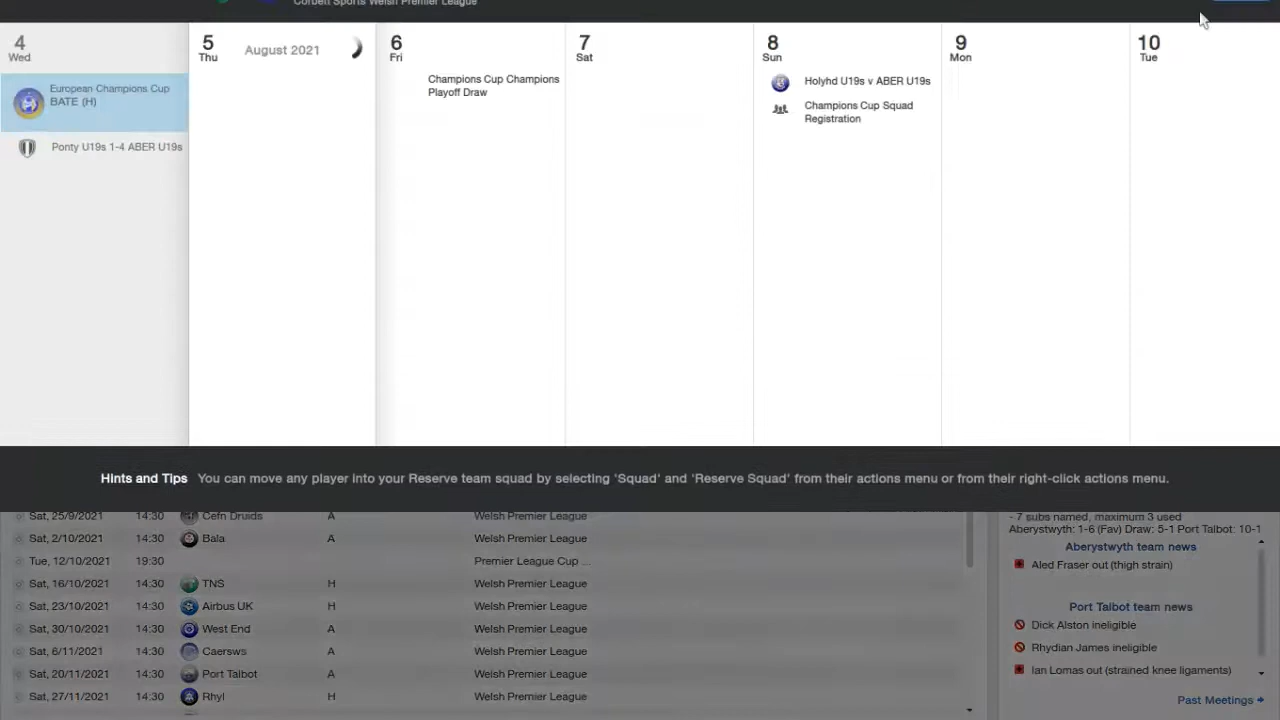 Corbett Sports Welsh Premier League
4
Wed
European Champions Cup
BATE (H)
Ponty U19s 1-4 ABER U19s
5
Thu
August 2021
6
Fri
Champions Cup Champions
Playoff Draw
7
Sat
8
Sun
Holyhd U19s v ABER U19s
Champions Cup Squad
Registration
9
Mon
10
Tue
Hints and Tips You can move any player into your Reserve team squad by selecting 'Squad' and 'Reserve Squad' from their actions menu or from their right-click actions menu.
Sat, 25/9/2021 14:30 Cefn Druids A Welsh Premier League
Sat, 2/10/2021 14:30 Bala A Welsh Premier League
Tue, 12/10/2021 19:30 Premier League Cup ...
Sat, 16/10/2021 14:30 TNS H Welsh Premier League
Sat, 23/10/2021 14:30 Airbus UK H Welsh Premier League
Sat, 30/10/2021 14:30 West End A Welsh Premier League
Sat, 6/11/2021 14:30 Caersws A Welsh Premier League
Sat, 20/11/2021 14:30 Port Talbot A Welsh Premier League
Sat, 27/11/2021 14:30 Rhyl H Welsh Premier League
- 7 subs named, maximum 3 used
Aberystwyth: 1-6 (Fav) Draw: 5-1 Port Talbot: 10-1
Aberystwyth team news
Aled Fraser out (thigh strain)
Port Talbot team news
Dick Alston ineligible
Rhydian James ineligible
Ian Lomas out (strained knee ligaments)
Past Meetings